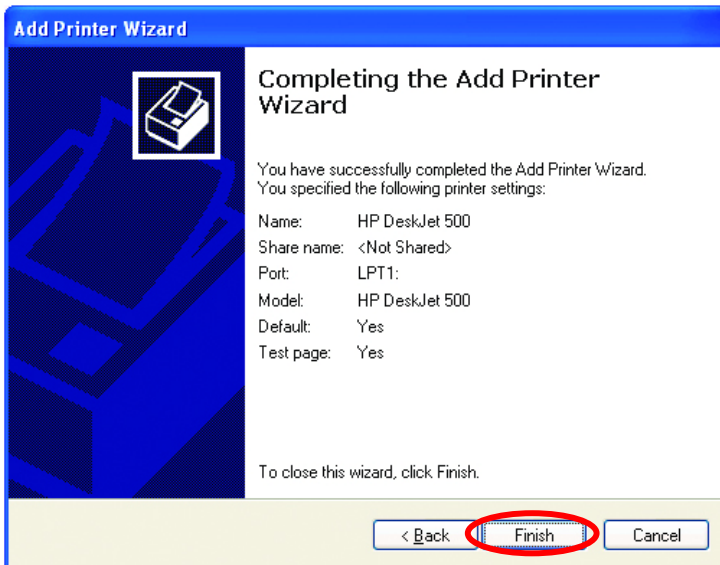 Add Printer Wizard
Completing the Add Printer
Wizard
You have successfully completed the Add Printer Wizard.
You specified the following printer settings:
Name: HP DeskJet 500
Share name: <Not Shared>
Port: LPT1:
Model: HP DeskJet 500
Default: Yes
Test page: Yes
To close this wizard, click Finish.
< Back Finish Cancel